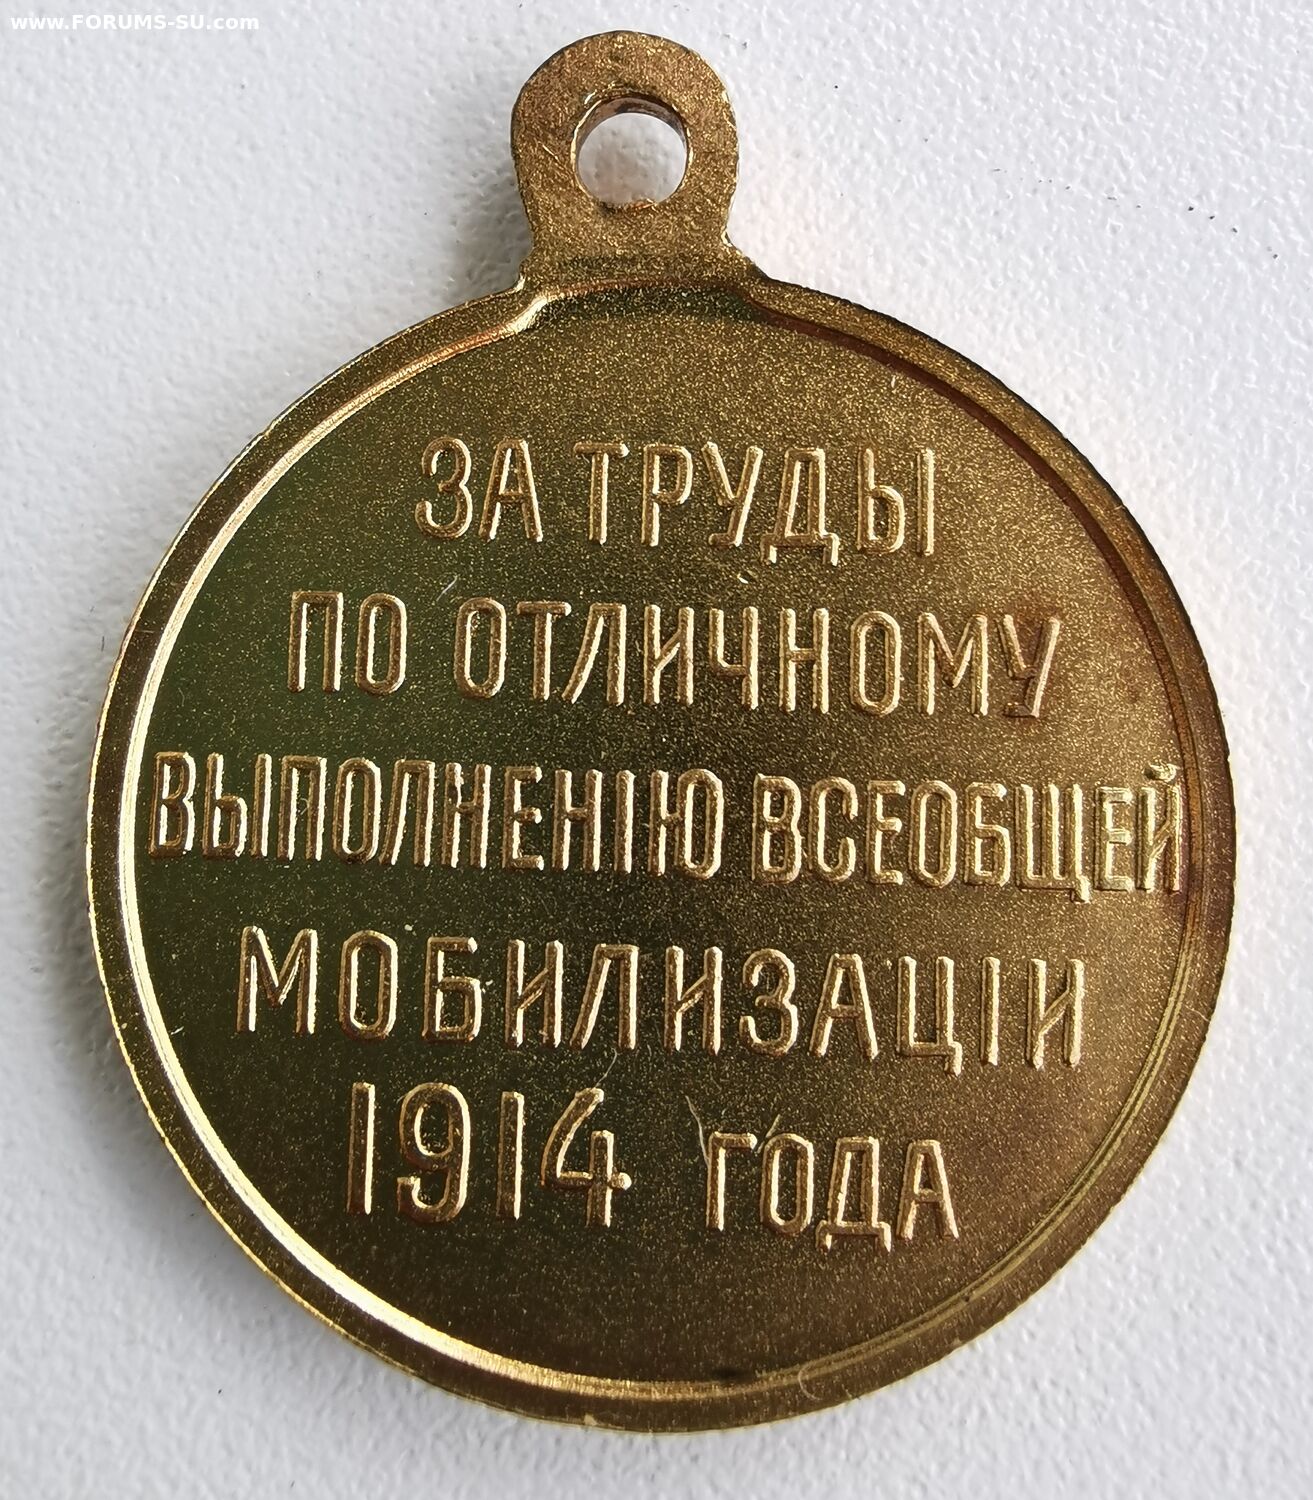 www.FORUMS-SU.com
ЗА ТРУДЫ
ПО ОТЛИЧНОМУ
ВЫПОЛНЕНІЮ ВСЕОБЩЕЙ
МОБИЛИЗАЦІИ
1914 ГОДА